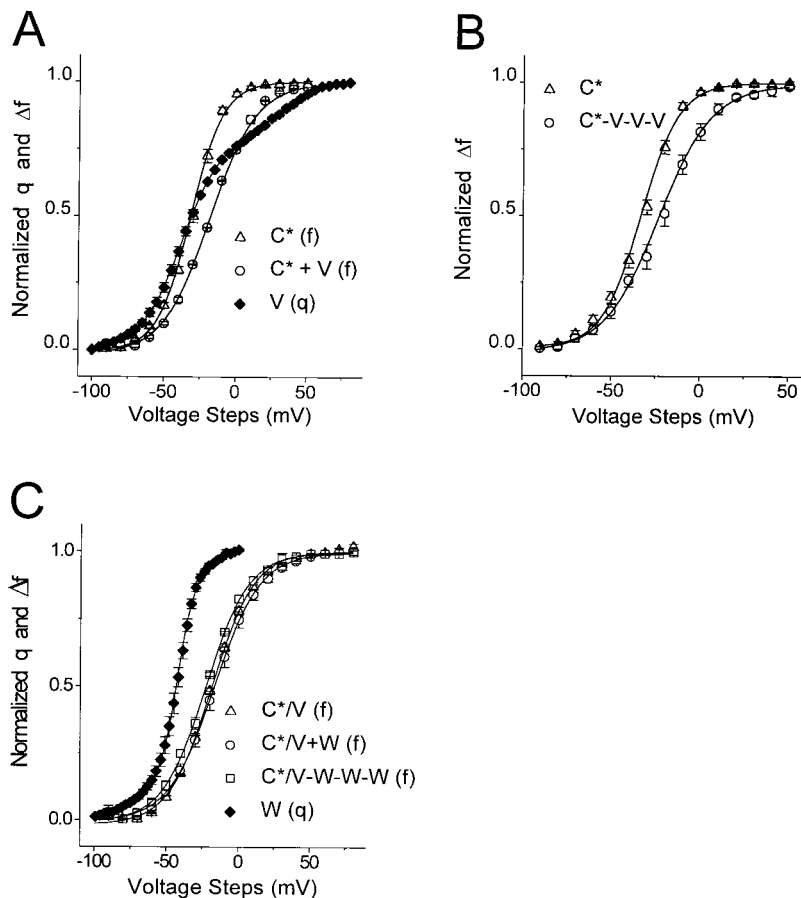 A
Normalized q and Δf
1.0
0.5
0.0
C* (f)
C* + V (f)
V (q)
-100 -50 0 50
Voltage Steps (mV)
B
Normalized Δf
1.0
0.5
0.0
C*
C*-V-V-V
-100 -50 0 50
Voltage Steps (mV)
C
Normalized q and Δf
1.0
0.5
0.0
C*/V (f)
C*/V+W (f)
C*/V-W-W-W (f)
W (q)
-100 -50 0 50
Voltage Steps (mV)